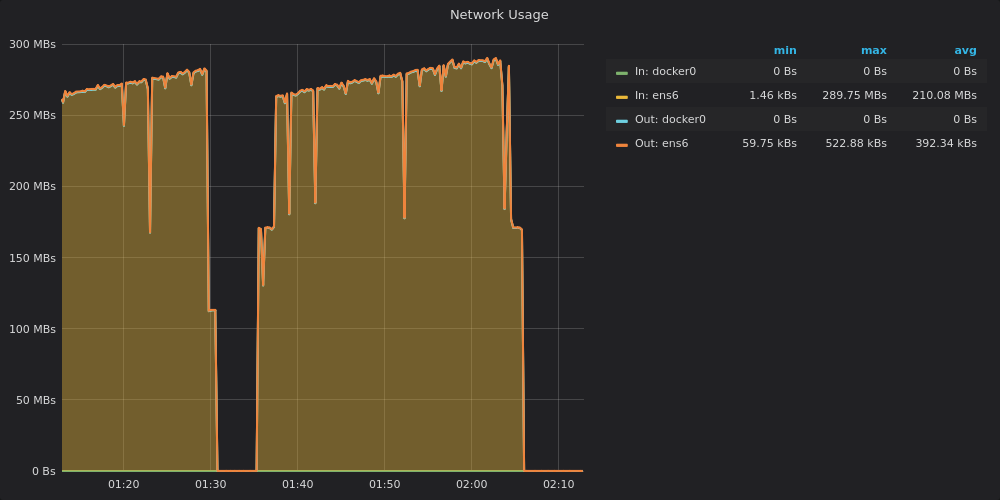 Network Usage
300 MBs
250 MBs
200 MBs
150 MBs
100 MBs
50 MBs
0 Bs
01:20 01:30 01:40 01:50 02:00 02:10
min max avg
In: docker0 0 Bs 0 Bs 0 Bs
In: ens6 1.46 kBs 289.75 MBs 210.08 MBs
Out: docker0 0 Bs 0 Bs 0 Bs
Out: ens6 59.75 kBs 522.88 kBs 392.34 kBs